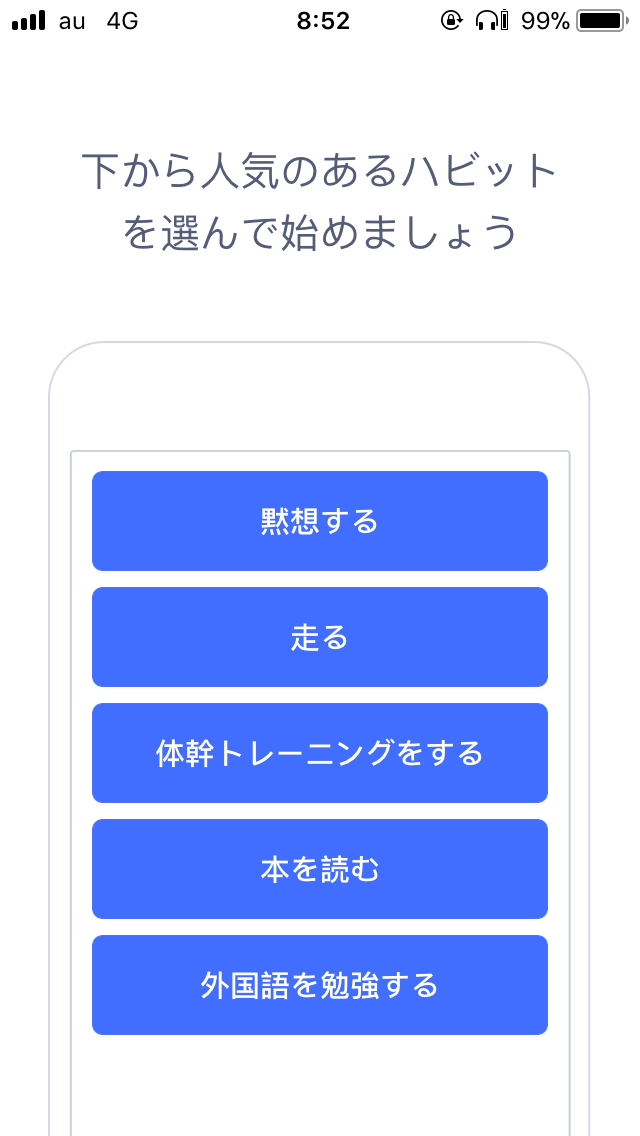 au 4G 8:52 99%
下から人気のあるハビット
を選んで始めましょう
黙想する
走る
体幹トレーニングをする
本を読む
外国語を勉強する